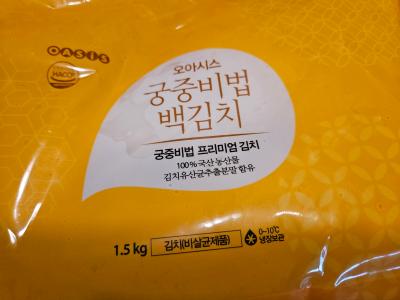 OASIS
HACCP
오아시스
궁중비법
백김치
궁중비법 프리미엄 김치
100% 국산 농산물
김치유산균추출분말 함유
1.5 kg 김치(비살균제품) 0~10℃
냉장보관